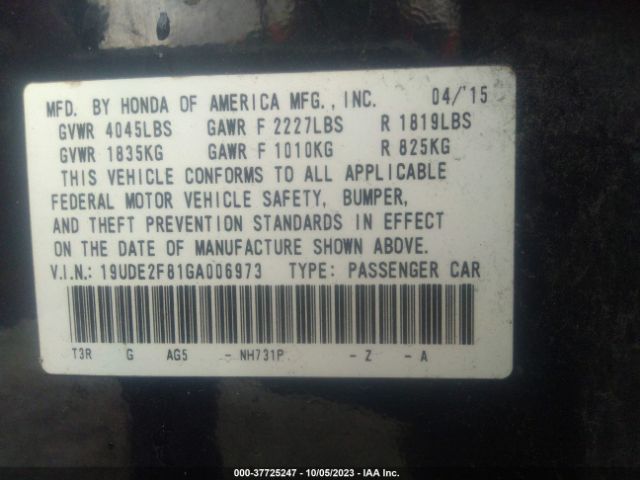 MFD. BY HONDA OF AMERICA MFG., INC. 04/'15
GVWR 4045LBS GAWR F 2227LBS R 1819LBS
GVWR 1835KG GAWR F 1010KG R 825KG
THIS VEHICLE CONFORMS TO ALL APPLICABLE
FEDERAL MOTOR VEHICLE SAFETY, BUMPER,
AND THEFT PREVENTION STANDARDS IN EFFECT
ON THE DATE OF MANUFACTURE SHOWN ABOVE.
V.I.N.: 19UDE2F81GA006973 TYPE: PASSENGER CAR
T3R G AG5 - NH731P - Z - A
000-37725247 - 10/05/2023 - IAA Inc.